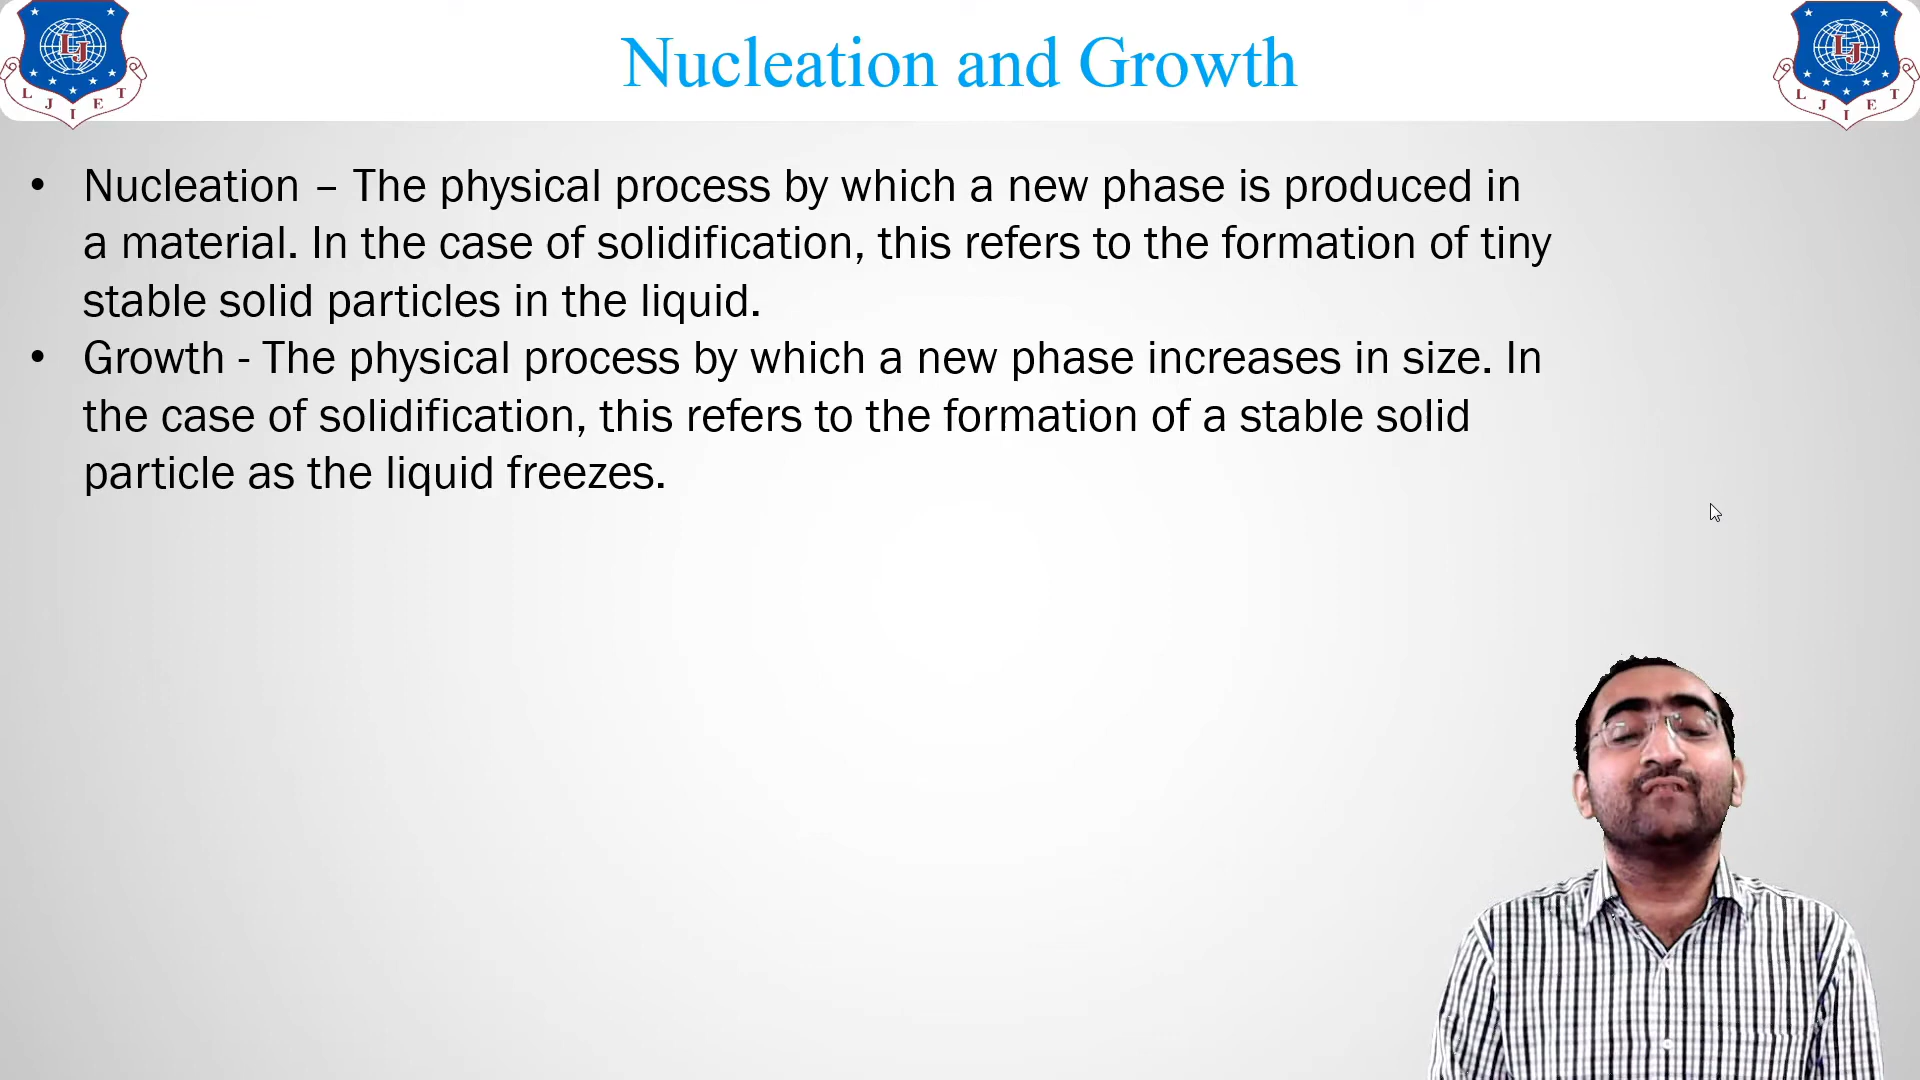 Nucleation and Growth
LJ
L J I E T
LJ
L J I E T
• Nucleation – The physical process by which a new phase is produced in
a material. In the case of solidification, this refers to the formation of tiny
stable solid particles in the liquid.
• Growth - The physical process by which a new phase increases in size. In
the case of solidification, this refers to the formation of a stable solid
particle as the liquid freezes.